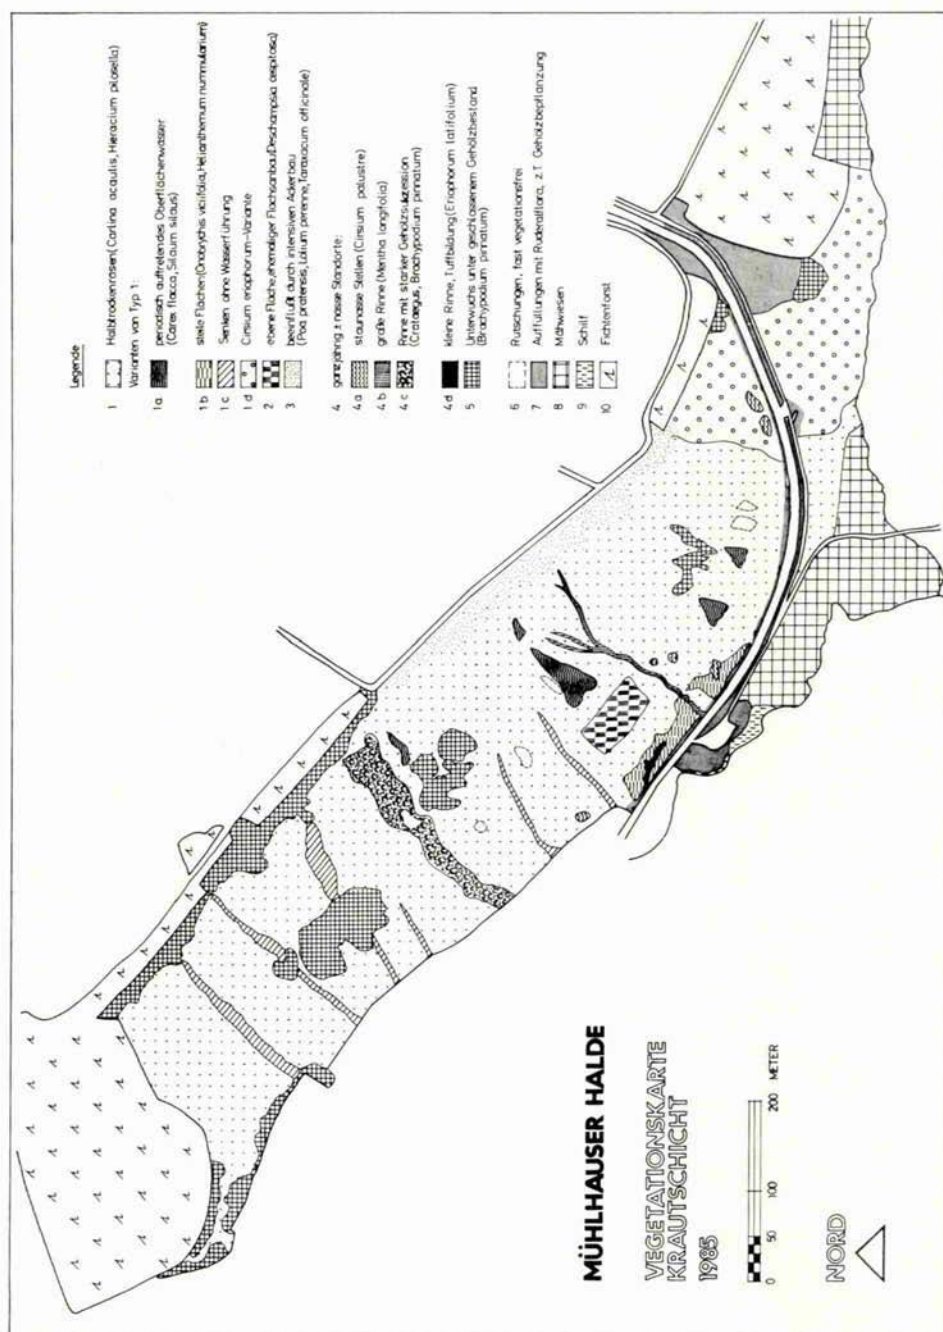 Legende
1 Halbtrockenrasen (Carlina acaulis, Hieracium pilosella)
Varianten von Typ 1:
1a periodisch auftretendes Oberflächenwasser
(Carex flacca, Silaum silaus)
1b steile Flächen (Onobrychis viciifolia, Helianthemum nummularium)
1c Senken ohne Wasserführung
1d Cirsium eriophorum-Variante
2 ebene Fläche, ehemaliger Flachsanbau (Deschampsia cespitosa)
3 beeinflußt durch intensiven Ackerbau
(Poa pratensis, Lolium perenne, Taraxacum officinale)
4 ganzjährig ± nasse Standorte:
4a staunasse Stellen (Cirsium palustre)
4b große Rinne (Mentha longifolia)
4c Rinne mit starker Gehölzsukzession
(Crataegus, Brachypodium pinnatum)
4d kleine Rinne, Tuffbildung (Eriophorum latifolium)
5 Unterwuchs unter geschlossenem Gehölzbestand
(Brachypodium pinnatum)
6 Rutschungen, fast vegetationsfrei
7 Auffüllungen mit Ruderalflora, z.T. Gehölzbepflanzung
8 Mähwiesen
9 Schilf
10 Fichtenforst
MÜHLHAUSER HALDE
VEGETATIONSKARTE
KRAUTSCHICHT
1985
0 50 100 200 METER
NORD